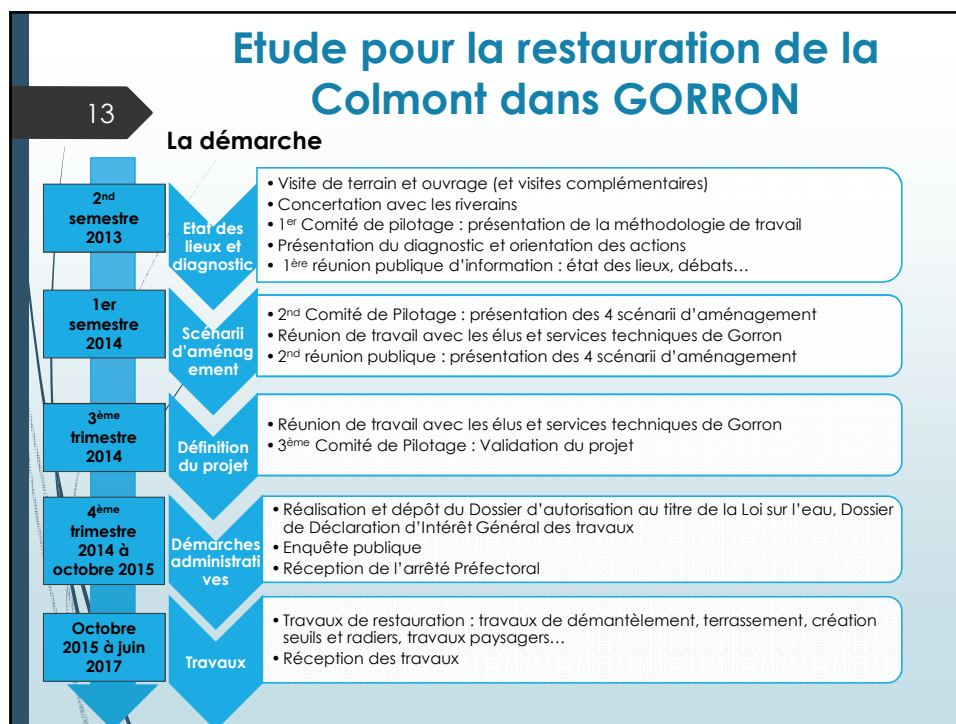 Etude pour la restauration de la
Colmont dans GORRON
13
La démarche
2nd
semestre
2013
Etat des
lieux et
diagnostic
• Visite de terrain et ouvrage (et visites complémentaires)
• Concertation avec les riverains
• 1er Comité de pilotage : présentation de la méthodologie de travail
• Présentation du diagnostic et orientation des actions
• 1ère réunion publique d'information : état des lieux, débats…
1er
semestre
2014
Scénarii
d'aménag
ement
• 2nd Comité de Pilotage : présentation des 4 scénarii d'aménagement
• Réunion de travail avec les élus et services techniques de Gorron
• 2nd réunion publique : présentation des 4 scénarii d'aménagement
3ème
trimestre
2014
Définition
du projet
• Réunion de travail avec les élus et services techniques de Gorron
• 3ème Comité de Pilotage : Validation du projet
4ème
trimestre
2014 à
octobre 2015
Démarches
administrati
ves
• Réalisation et dépôt du Dossier d'autorisation au titre de la Loi sur l'eau, Dossier
de Déclaration d'Intérêt Général des travaux
• Enquête publique
• Réception de l'arrêté Préfectoral
Octobre
2015 à juin
2017
Travaux
• Travaux de restauration : travaux de démantèlement, terrassement, création
seuils et radiers, travaux paysagers…
• Réception des travaux